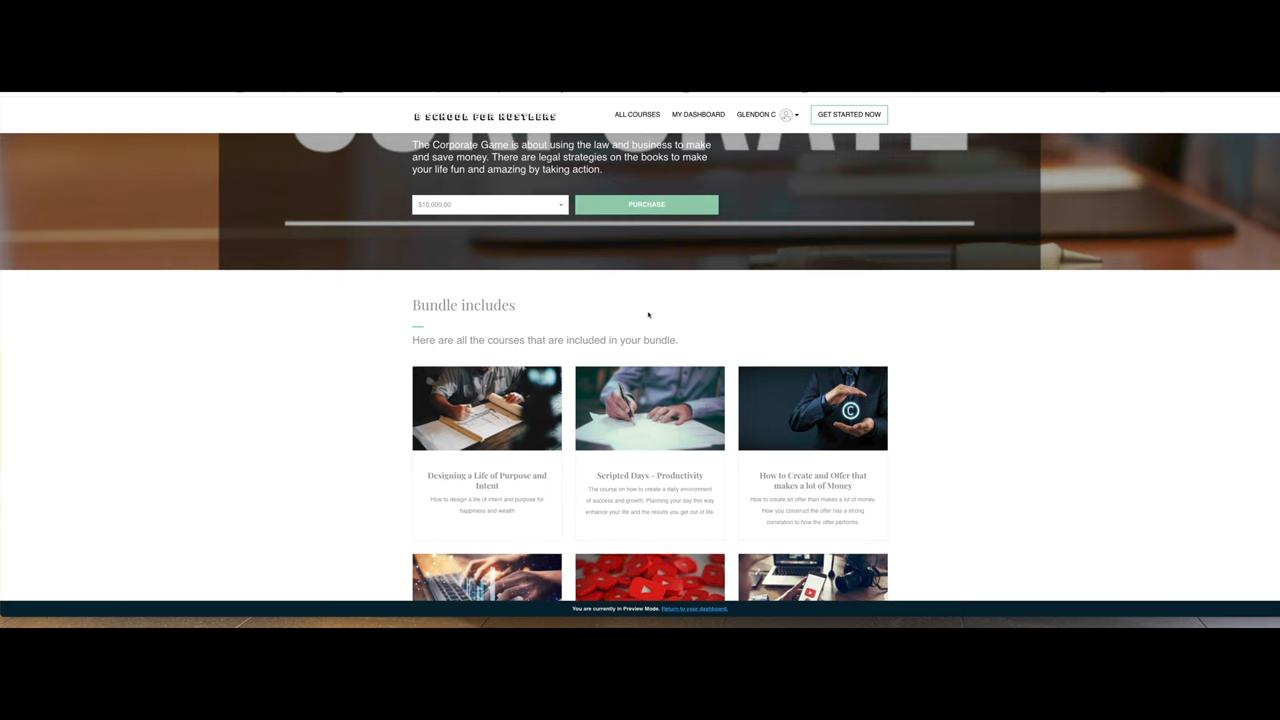 B SCHOOL FOR HUSTLERS
ALL COURSES
MY DASHBOARD
GLENDON C
GET STARTED NOW
The Corporate Game is about using the law and business to make
and save money. There are legal strategies on the books to make
your life fun and amazing by taking action.
$10,000.00
PURCHASE
Bundle includes
Here are all the courses that are included in your bundle.
Designing a Life of Purpose and
Intent
How to design a life of intent and purpose for
happiness and wealth
Scripted Days - Productivity
The course on how to create a daily environment
of success and growth. Planning your day this way
enhance your life and the results you get out of life.
How to Create and Offer that
makes a lot of Money
How to create an offer than makes a lot of money.
How you construct the offer has a strong
correlation to how the offer performs.
You are currently in Preview Mode. Return to your dashboard.